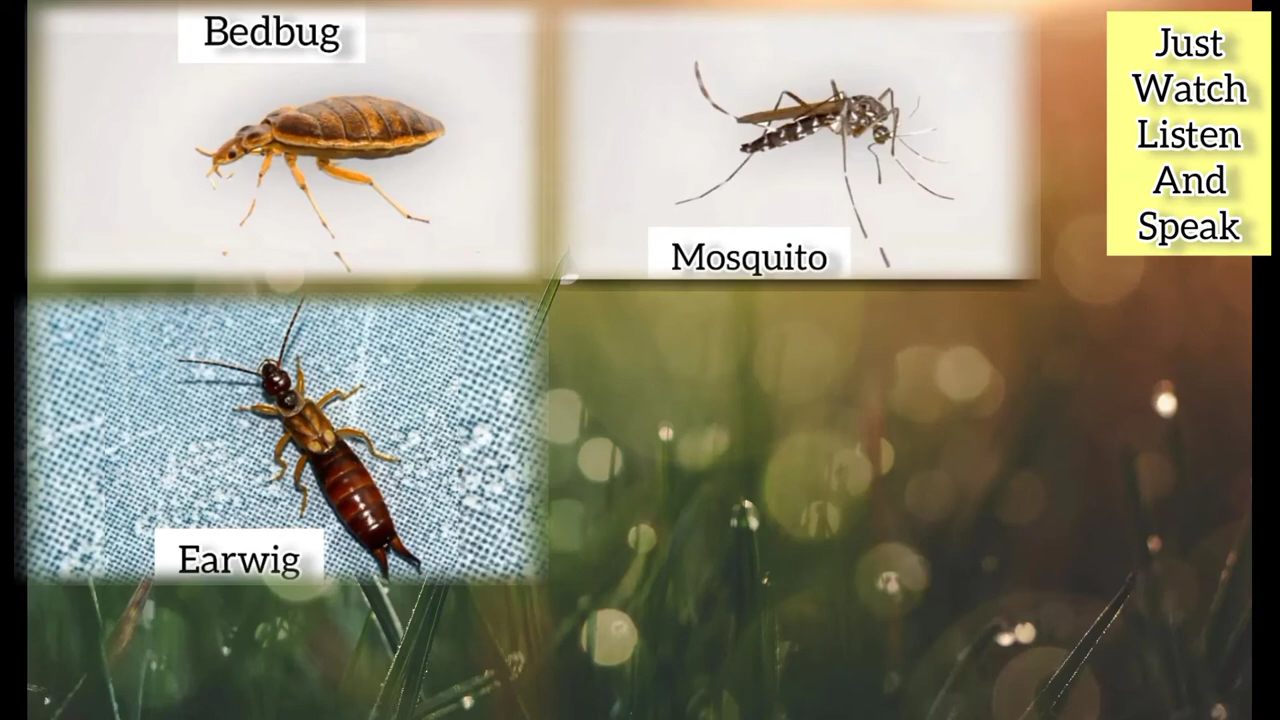 Bedbug
Mosquito
Earwig
Just
Watch
Listen
And
Speak